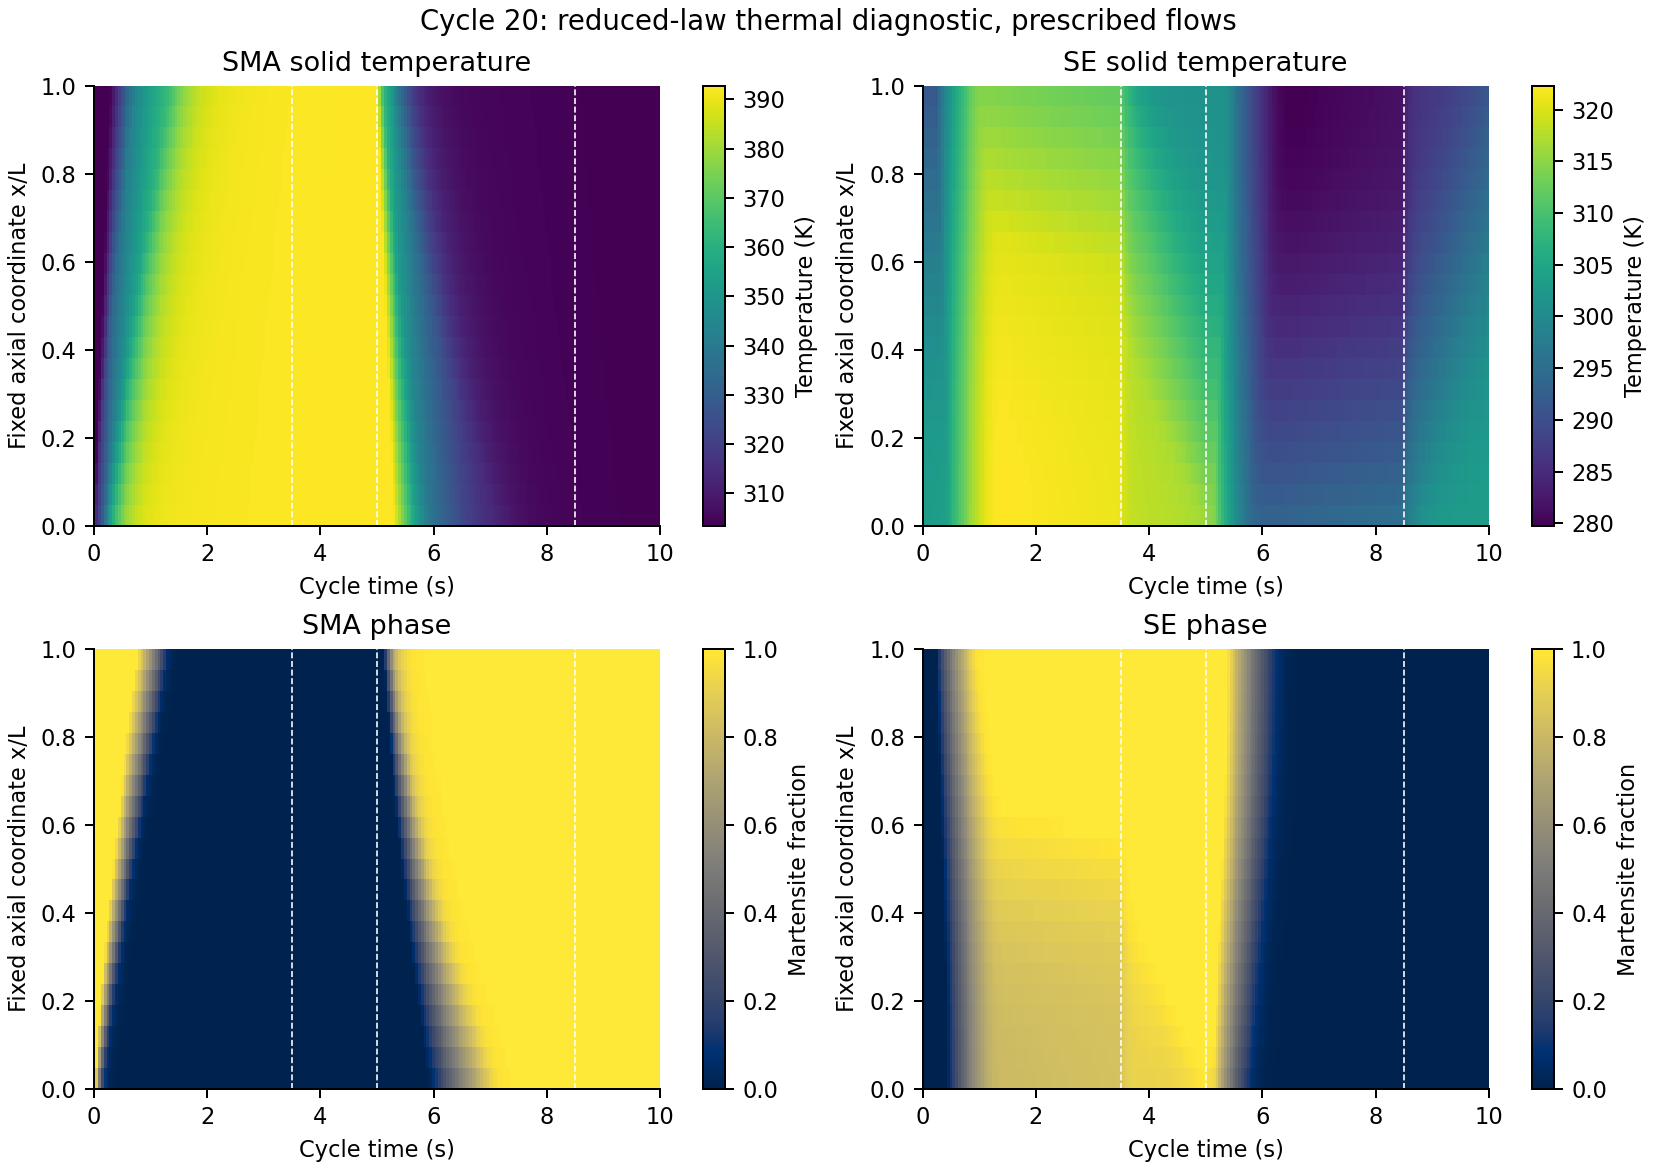 Cycle 20: reduced-law thermal diagnostic, prescribed flows
SMA solid temperature
Fixed axial coordinate x/L
1.0
0.8
0.6
0.4
0.2
0.0
0 2 4 6 8 10
Cycle time (s)
390
380
370
360
350
340
330
320
310
Temperature (K)
SE solid temperature
Fixed axial coordinate x/L
1.0
0.8
0.6
0.4
0.2
0.0
0 2 4 6 8 10
Cycle time (s)
320
315
310
305
300
295
290
285
280
Temperature (K)
SMA phase
Fixed axial coordinate x/L
1.0
0.8
0.6
0.4
0.2
0.0
0 2 4 6 8 10
Cycle time (s)
1.0
0.8
0.6
0.4
0.2
0.0
Martensite fraction
SE phase
Fixed axial coordinate x/L
1.0
0.8
0.6
0.4
0.2
0.0
0 2 4 6 8 10
Cycle time (s)
1.0
0.8
0.6
0.4
0.2
0.0
Martensite fraction